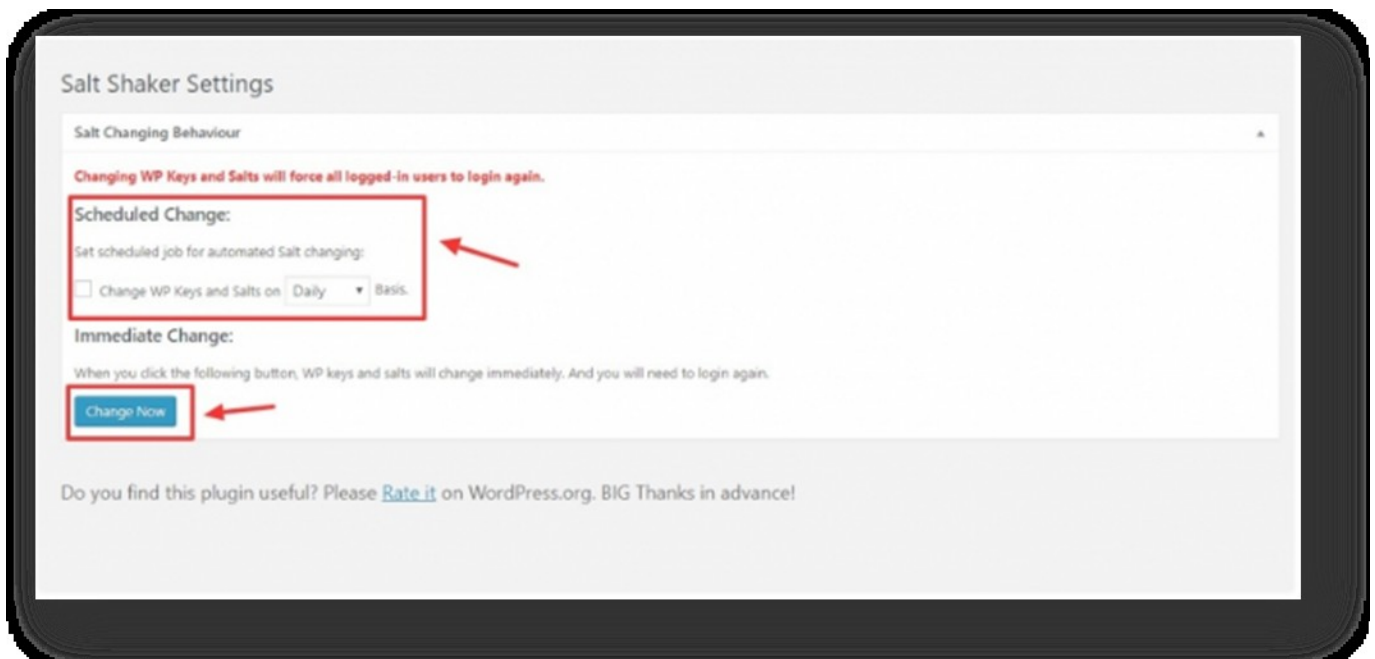 Salt Shaker Settings
Salt Changing Behaviour
Changing WP Keys and Salts will force all logged-in users to login again.
Scheduled Change:
Set scheduled job for automated Salt changing:
Change WP Keys and Salts on Daily Basis.
Immediate Change:
When you click the following button, WP keys and salts will change immediately. And you will need to login again.
Change Now
Do you find this plugin useful? Please Rate it on WordPress.org. BIG Thanks in advance!